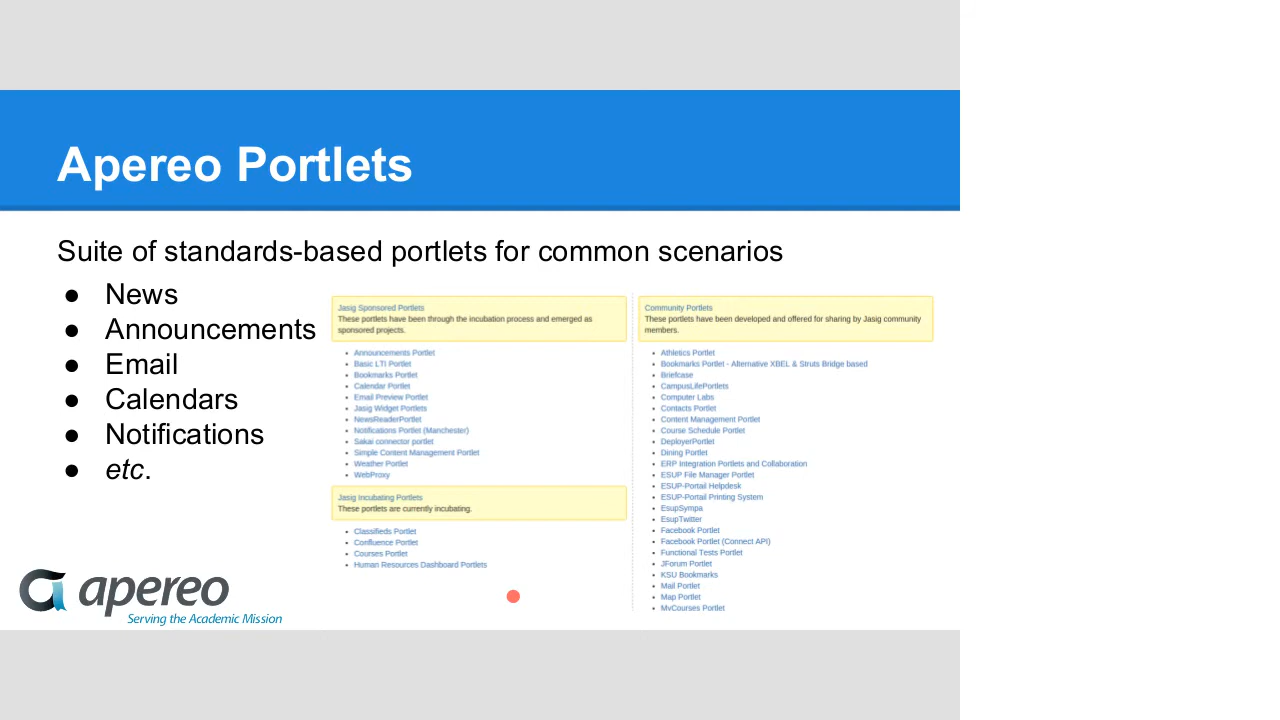 Apereo Portlets
Suite of standards-based portlets for common scenarios
● News
● Announcements
● Email
● Calendars
● Notifications
● etc.
Jasig Sponsored Portlets
These portlets have been through the incubation process and emerged as
sponsored projects.
• Announcements Portlet
• Basic LTI Portlet
• Bookmarks Portlet
• Calendar Portlet
• Email Preview Portlet
• Jasig Widget Portlets
• NewsReaderPortlet
• Notifications Portlet (Manchester)
• Sakai connector portlet
• Simple Content Management Portlet
• Weather Portlet
• WebProxy
Jasig Incubating Portlets
These portlets are currently incubating.
• Classifieds Portlet
• Confluence Portlet
• Courses Portlet
• Human Resources Dashboard Portlets
Community Portlets
These portlets have been developed and offered for sharing by Jasig community
members.
• Athletics Portlet
• Bookmarks Portlet - Alternative XBEL & Struts Bridge based
• Briefcase
• CampusLifePortlets
• Computer Labs
• Contacts Portlet
• Content Management Portlet
• Course Schedule Portlet
• DeployerPortlet
• Dining Portlet
• ERP Integration Portlets and Collaboration
• ESUP File Manager Portlet
• ESUP-Portail Helpdesk
• ESUP-Portail Printing System
• EsupSympa
• EsupTwitter
• Facebook Portlet
• Facebook Portlet (Connect API)
• Functional Tests Portlet
• JForum Portlet
• KSU Bookmarks
• Mail Portlet
• Map Portlet
• MyCourses Portlet
apereo
Serving the Academic Mission